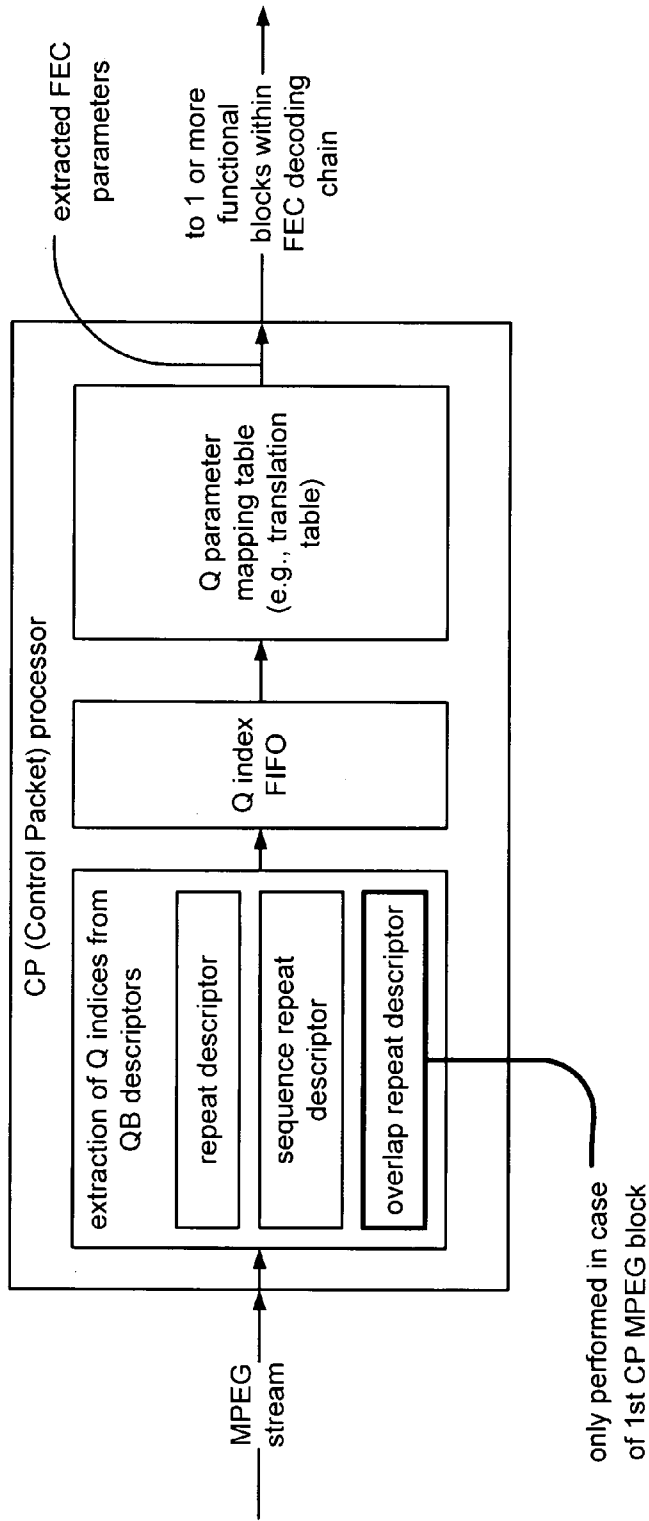 CP (Control Packet) processor
MPEG
stream
extraction of Q indices from
QB descriptors
repeat descriptor
sequence repeat
descriptor
overlap repeat descriptor
only performed in case
of 1st CP MPEG block
Q index
FIFO
Q parameter
mapping table
(e.g., translation
table)
extracted FEC
parameters
to 1 or more
functional
blocks within
FEC decoding
chain